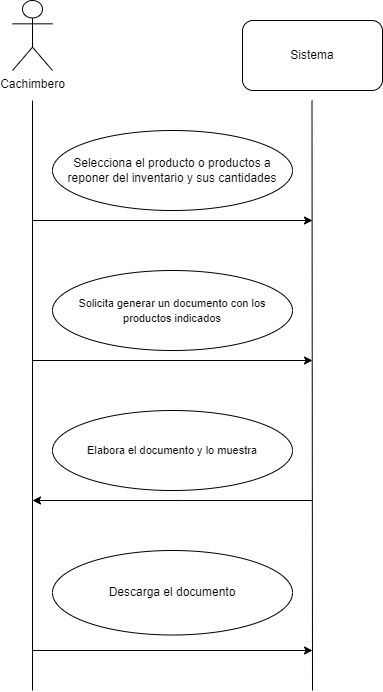 Cachimbero
Sistema
Selecciona el producto o productos a
reponer del inventario y sus cantidades
Solicita generar un documento con los
productos indicados
Elabora el documento y lo muestra
Descarga el documento